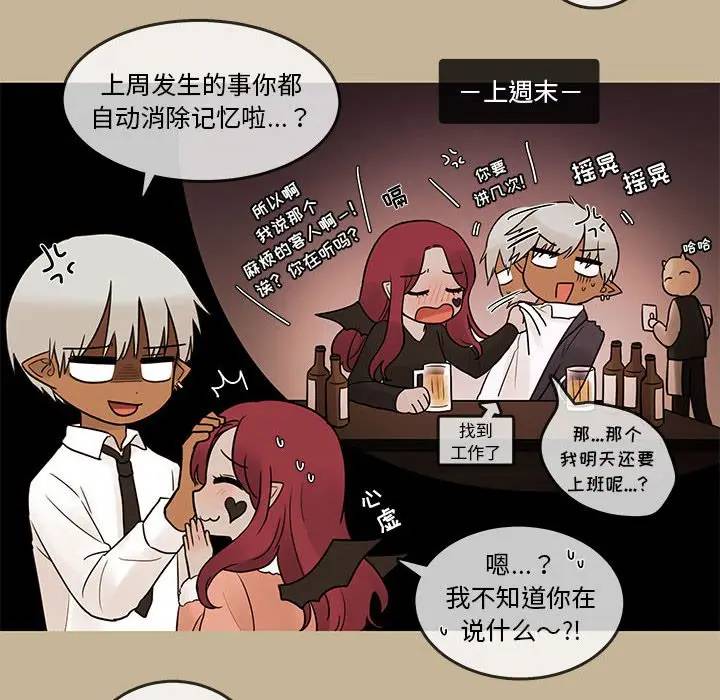 上周发生的事你都
自动消除记忆啦...？
－上週末－
所以啊
我说那个
麻烦的客人啊－!
诶？你在听吗？
嗝
你要
讲几次!
摇晃
摇晃
哈哈
找到
工作了
那...那个
我明天还要
上班呢...?
心虚
嗯...？
我不知道你在
说什么～?!